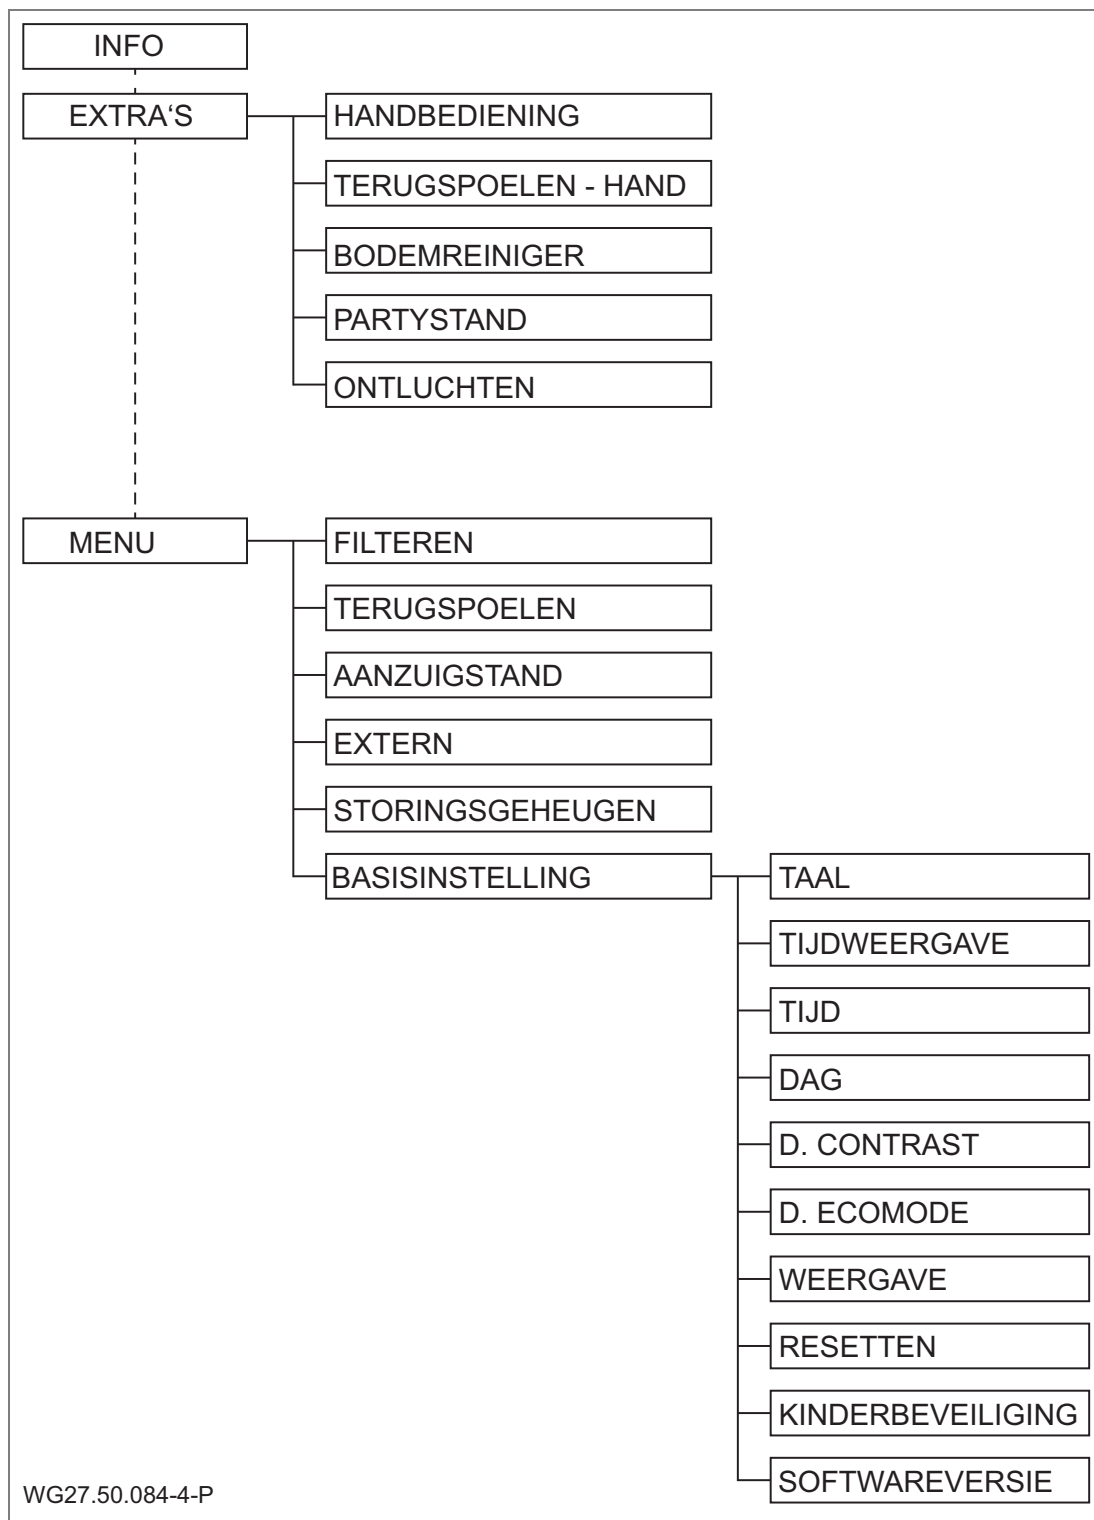 INFO
EXTRA‘S
HANDBEDIENING
TERUGSPOELEN - HAND
BODEMREINIGER
PARTYSTAND
ONTLUCHTEN
MENU
FILTEREN
TERUGSPOELEN
AANZUIGSTAND
EXTERN
STORINGSGEHEUGEN
BASISINSTELLING
TAAL
TIJDWEERGAVE
TIJD
DAG
D. CONTRAST
D. ECOMODE
WEERGAVE
RESETTEN
KINDERBEVEILIGING
SOFTWAREVERSIE
WG27.50.084-4-P